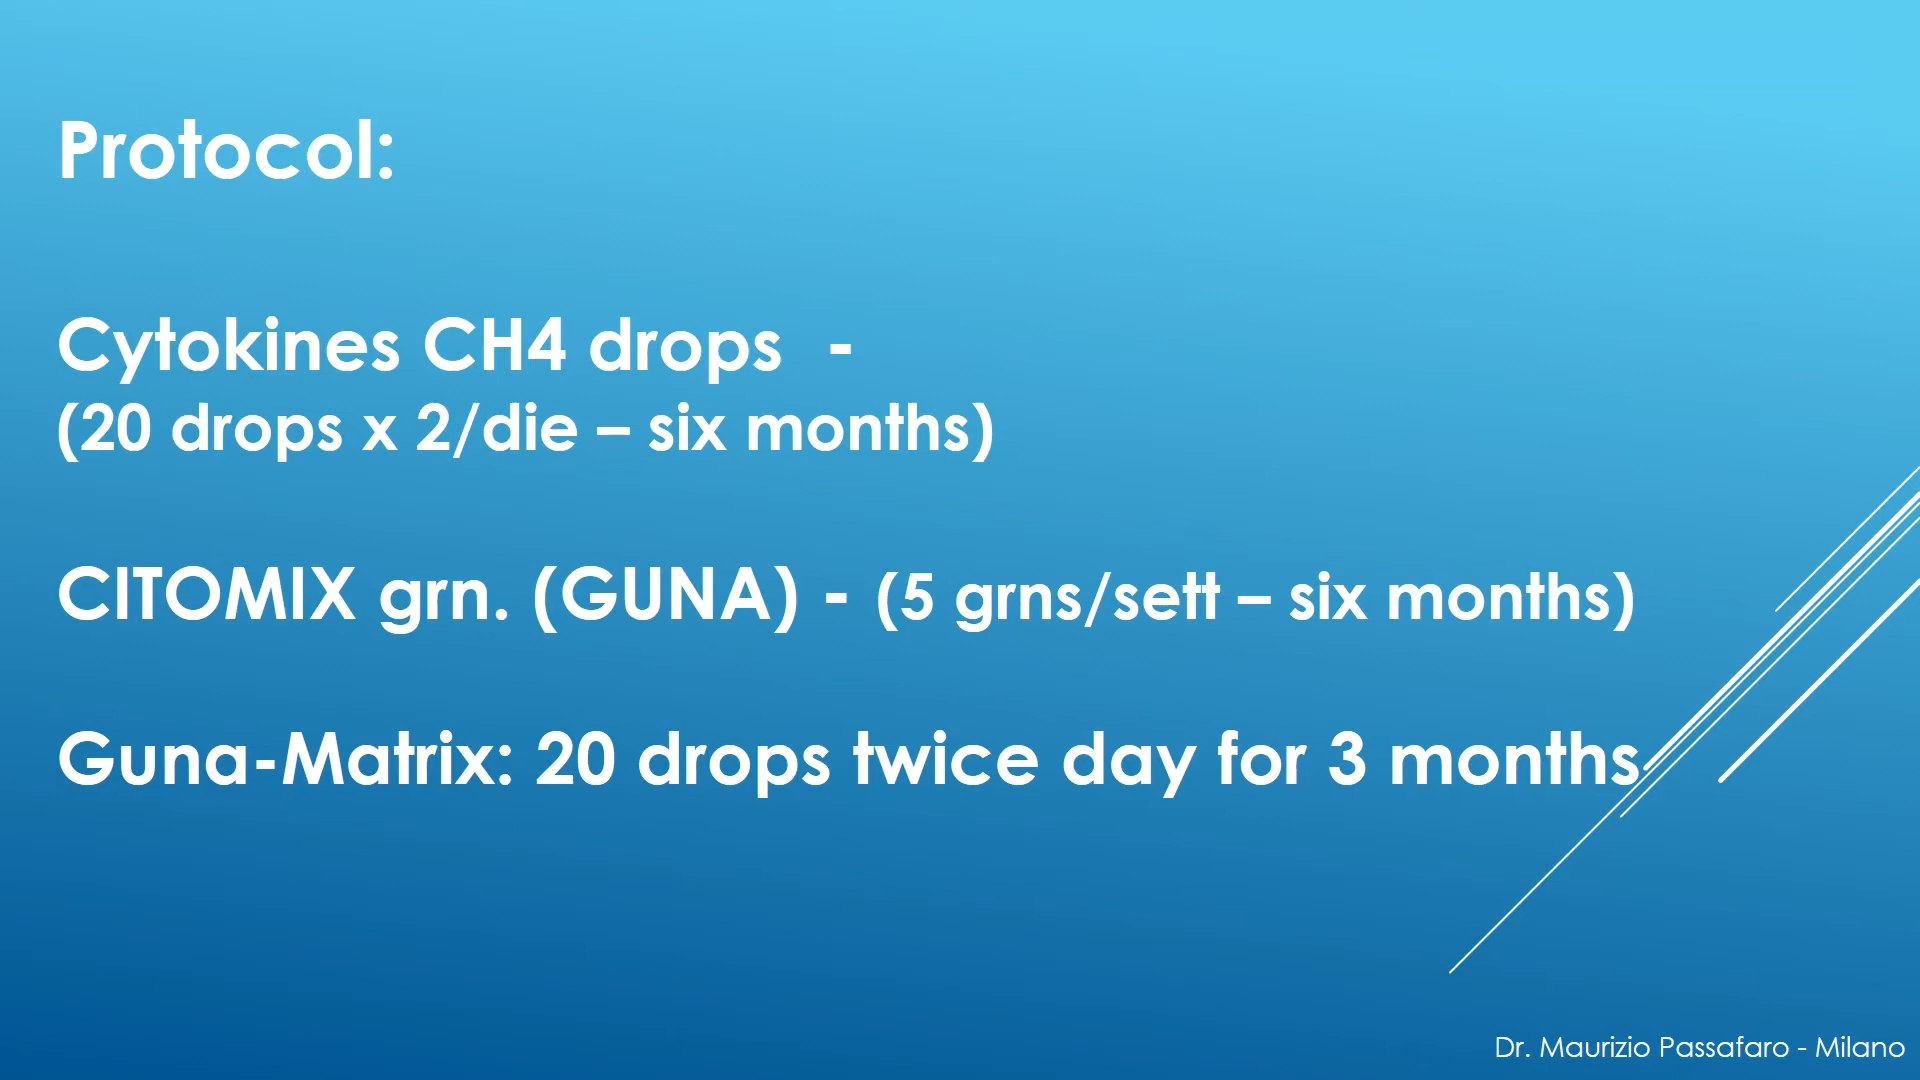 Protocol:
Cytokines CH4 drops  -
(20 drops x 2/die – six months)
CITOMIX grn. (GUNA) - (5 grns/sett – six months)
Guna-Matrix: 20 drops twice day for 3 months
Dr. Maurizio Passafaro - Milano